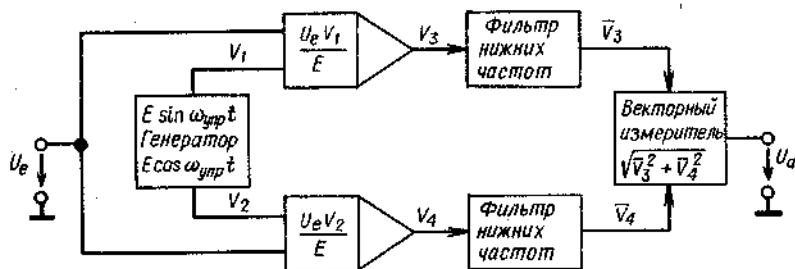 U_e V_1
E
V_3
Фильтр
нижних
частот
V̅_3
V_1
E sin ω_упр t
Генератор
E cos ω_упр t
Векторный
измеритель
√(V̅_3² + V̅_4²)
U_e
U_a
V_2
U_e V_2
E
V_4
Фильтр
нижних
частот
V̅_4